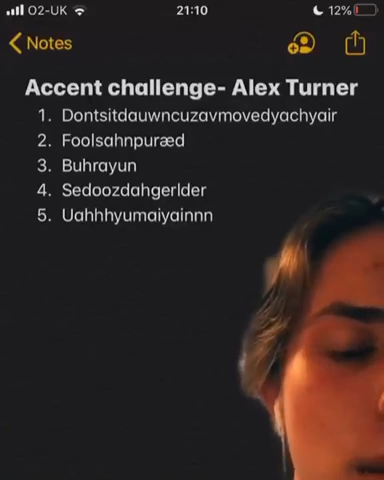 O2-UK 21:10 12%
Notes
Accent challenge- Alex Turner
1. Dontsitdauwncuzavmovedyachyair
2. Foolsahnpuræd
3. Buhrayun
4. Sedoozdahgerlder
5. Uahhhyumaiyainnn